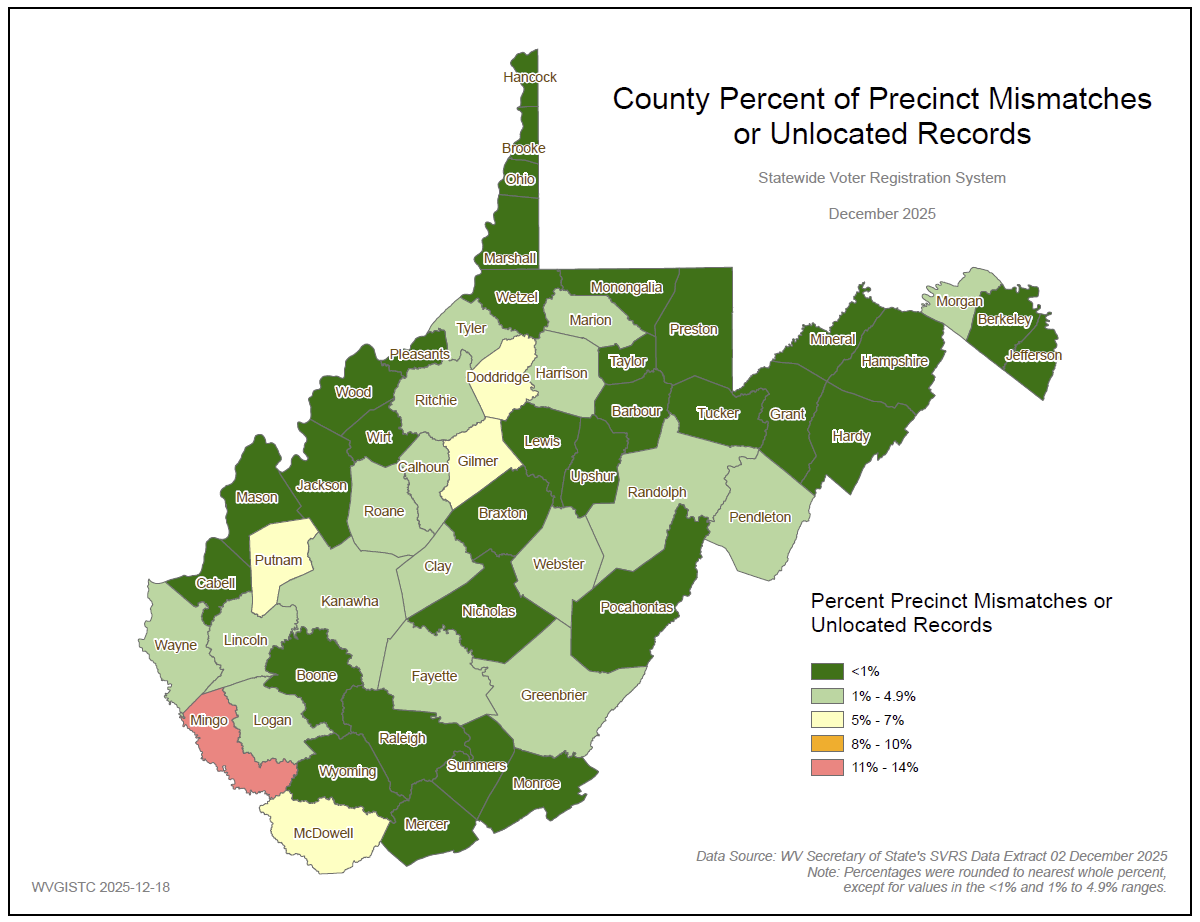 County Percent of Precinct Mismatches
or Unlocated Records
Statewide Voter Registration System
December 2025
Hancock
Brooke
Ohio
Marshall
Wetzel
Monongalia
Morgan
Marion
Berkeley
Tyler
Preston
Mineral
Pleasants
Jefferson
Taylor
Hampshire
Doddridge
Harrison
Wood
Ritchie
Barbour
Tucker
Grant
Wirt
Lewis
Hardy
Gilmer
Calhoun
Upshur
Jackson
Randolph
Mason
Roane
Braxton
Pendleton
Putnam
Clay
Webster
Cabell
Kanawha
Nicholas
Pocahontas
Lincoln
Wayne
Boone
Fayette
Greenbrier
Mingo
Logan
Raleigh
Summers
Wyoming
Monroe
Mercer
McDowell
Percent Precinct Mismatches or
Unlocated Records
<1%
1% - 4.9%
5% - 7%
8% - 10%
11% - 14%
Data Source: WV Secretary of State's SVRS Data Extract 02 December 2025
Note: Percentages were rounded to nearest whole percent,
except for values in the <1% and 1% to 4.9% ranges.
WVGISTC 2025-12-18